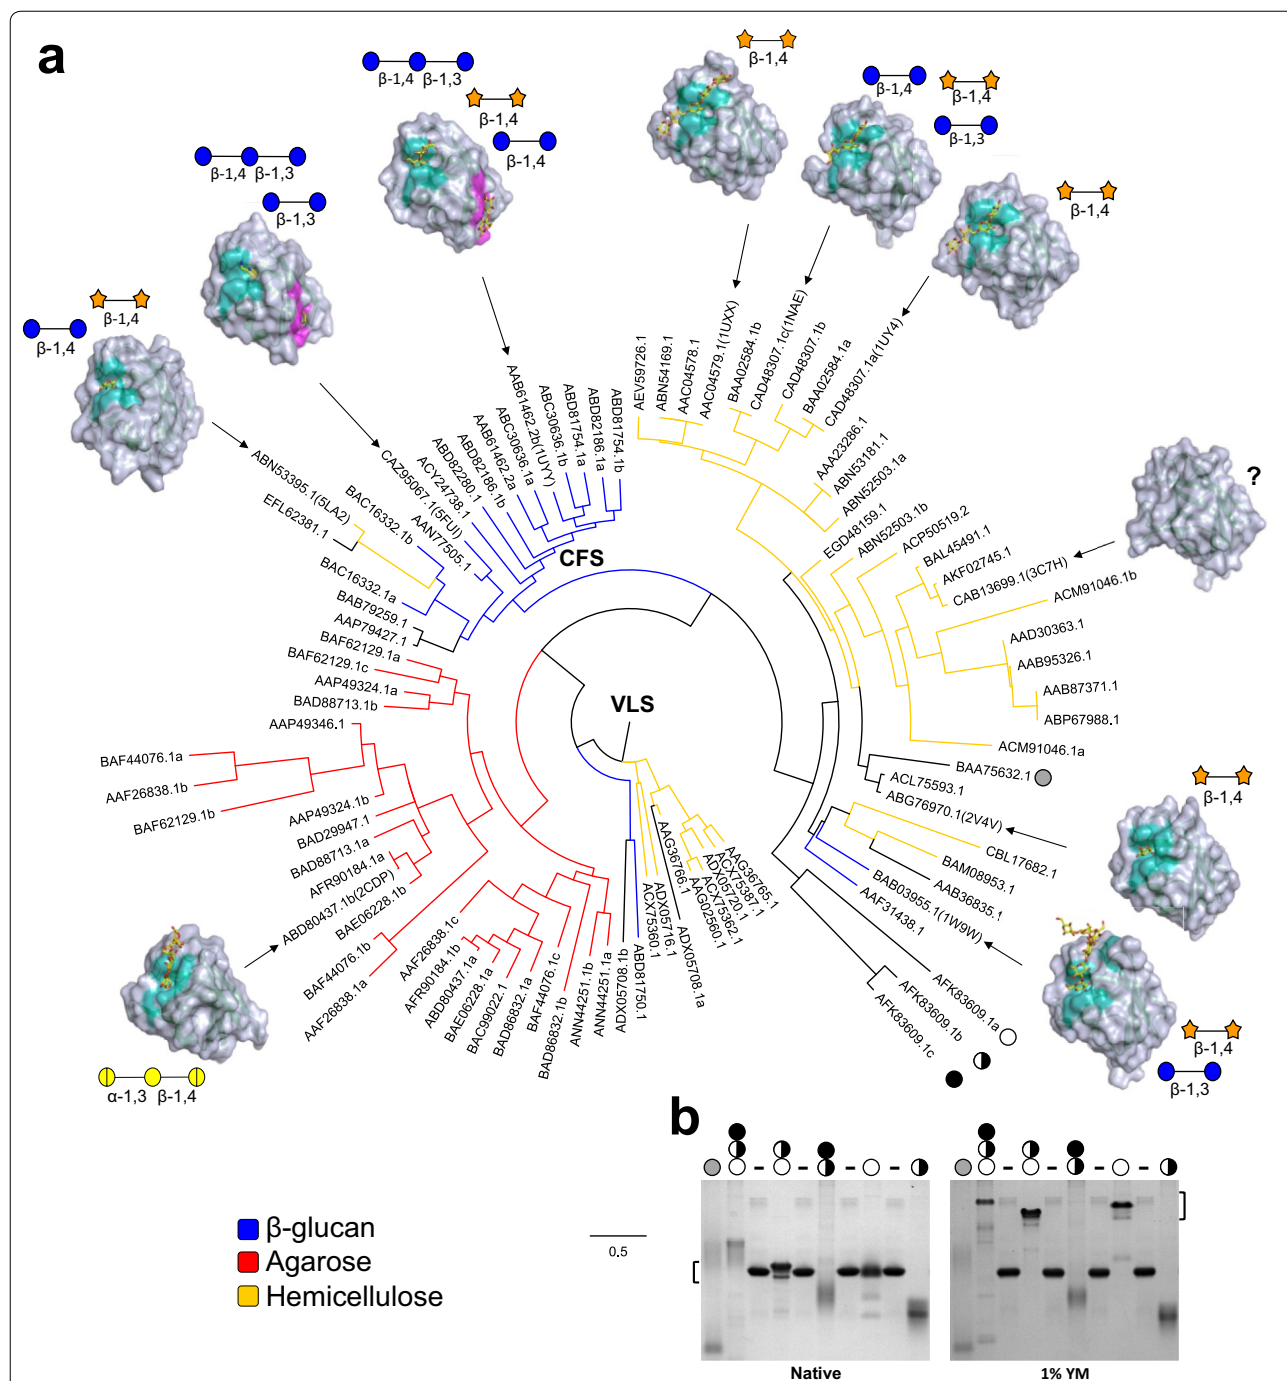 a
β-1,4 β-1,3
β-1,4
β-1,4
β-1,4 β-1,3
β-1,3
β-1,4
β-1,4
β-1,4
β-1,4
β-1,4
β-1,3
β-1,4
ABN53395.1(5LA2)
EFL62381.1
BAC16332.1b
CAZ95067.1(5FUI)
AAN77505.1
ACY24738.1
ABD82280.1
ABD82186.1b
AAB61462.2a
ABC30636.1a
AAB61462.2b(1UYY)
ABC30636.1b
ABD81754.1a
ABD82186.1a
ABD81754.1b
CFS
AEV59726.1
ABN54169.1
AAC04578.1
AAC04579.1(1UXX)
BAA02584.1b
CAD48307.1c(1NAE)
CAD48307.1b
BAA02584.1a
CAD48307.1a(1UY4)
AAA23286.1
ABN53181.1
ABN52503.1a
EGD48159.1
ABN52503.1b
ACP50519.2
BAL45491.1
AKF02745.1
CAB13699.1(3C7H)
?
ACM91046.1b
AAD30363.1
AAB95326.1
AAB87371.1
ABP67988.1
ACM91046.1a
BAA75632.1
ACL75593.1
ABG76970.1(2V4V)
β-1,4
CBL17682.1
BAM08953.1
AAB36835.1
BAB03955.1(1W9W)
AAF31438.1
AFK83609.1a
AFK83609.1b
AFK83609.1c
β-1,4
β-1,3
BAC16332.1a
BAB79259.1
AAP79427.1
BAF62129.1a
BAF62129.1c
AAP49324.1a
BAD88713.1b
AAP49346.1
BAF44076.1a
AAF26838.1b
BAF62129.1b
AAP49324.1b
BAD29947.1
BAD88713.1a
AFR90184.1a
ABD80437.1b(2CDP)
BAE06228.1b
BAF44076.1b
AAF26838.1a
AAF26838.1c
AFR90184.1b
ABD80437.1a
BAE06228.1a
BAC99022.1
BAD86832.1a
BAF44076.1c
BAD86832.1b
ANN44251.1b
ANN44251.1a
ADX05708.1b
ABD81750.1
ACX75360.1
ADX05716.1
ADX05708.1a
AAG36766.1
AAG02560.1
ACX75362.1
ADX05720.1
ACX75387.1
AAG36765.1
VLS
α-1,3 β-1,4
β-glucan
Agarose
Hemicellulose
0.5
b
- - - -
- - - -
Native
1% YM